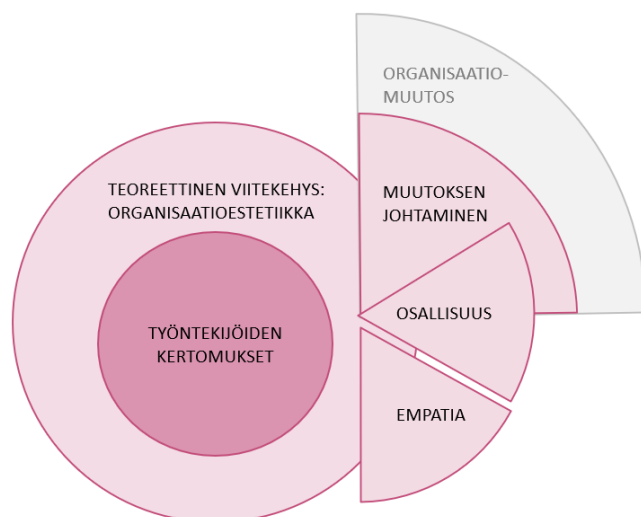 ORGANISAATIO-
MUUTOS
TEOREETTINEN VIITEKEHYS:
ORGANISAATIOESTETIIKKA
MUUTOKSEN
JOHTAMINEN
OSALLISUUS
TYÖNTEKIJÖIDEN
KERTOMUKSET
EMPATIA